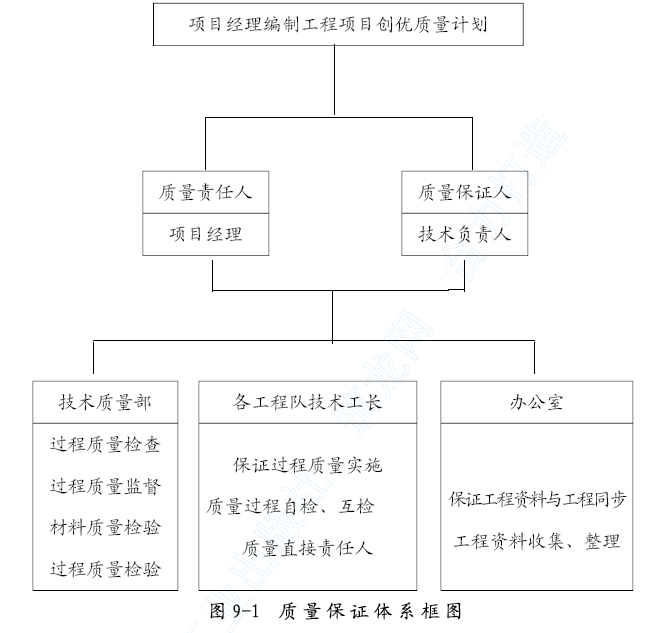 项目经理编制工程项目创优质量计划
质量责任人
项目经理
质量保证人
技术负责人
技术质量部
过程质量检查
过程质量监督
材料质量检验
过程质量检验
各工程队技术工长
保证过程质量实施
质量过程自检、互检
质量直接责任人
办公室
保证工程资料与工程同步
工程资料收集、整理
图 9-1 质量保证体系框图